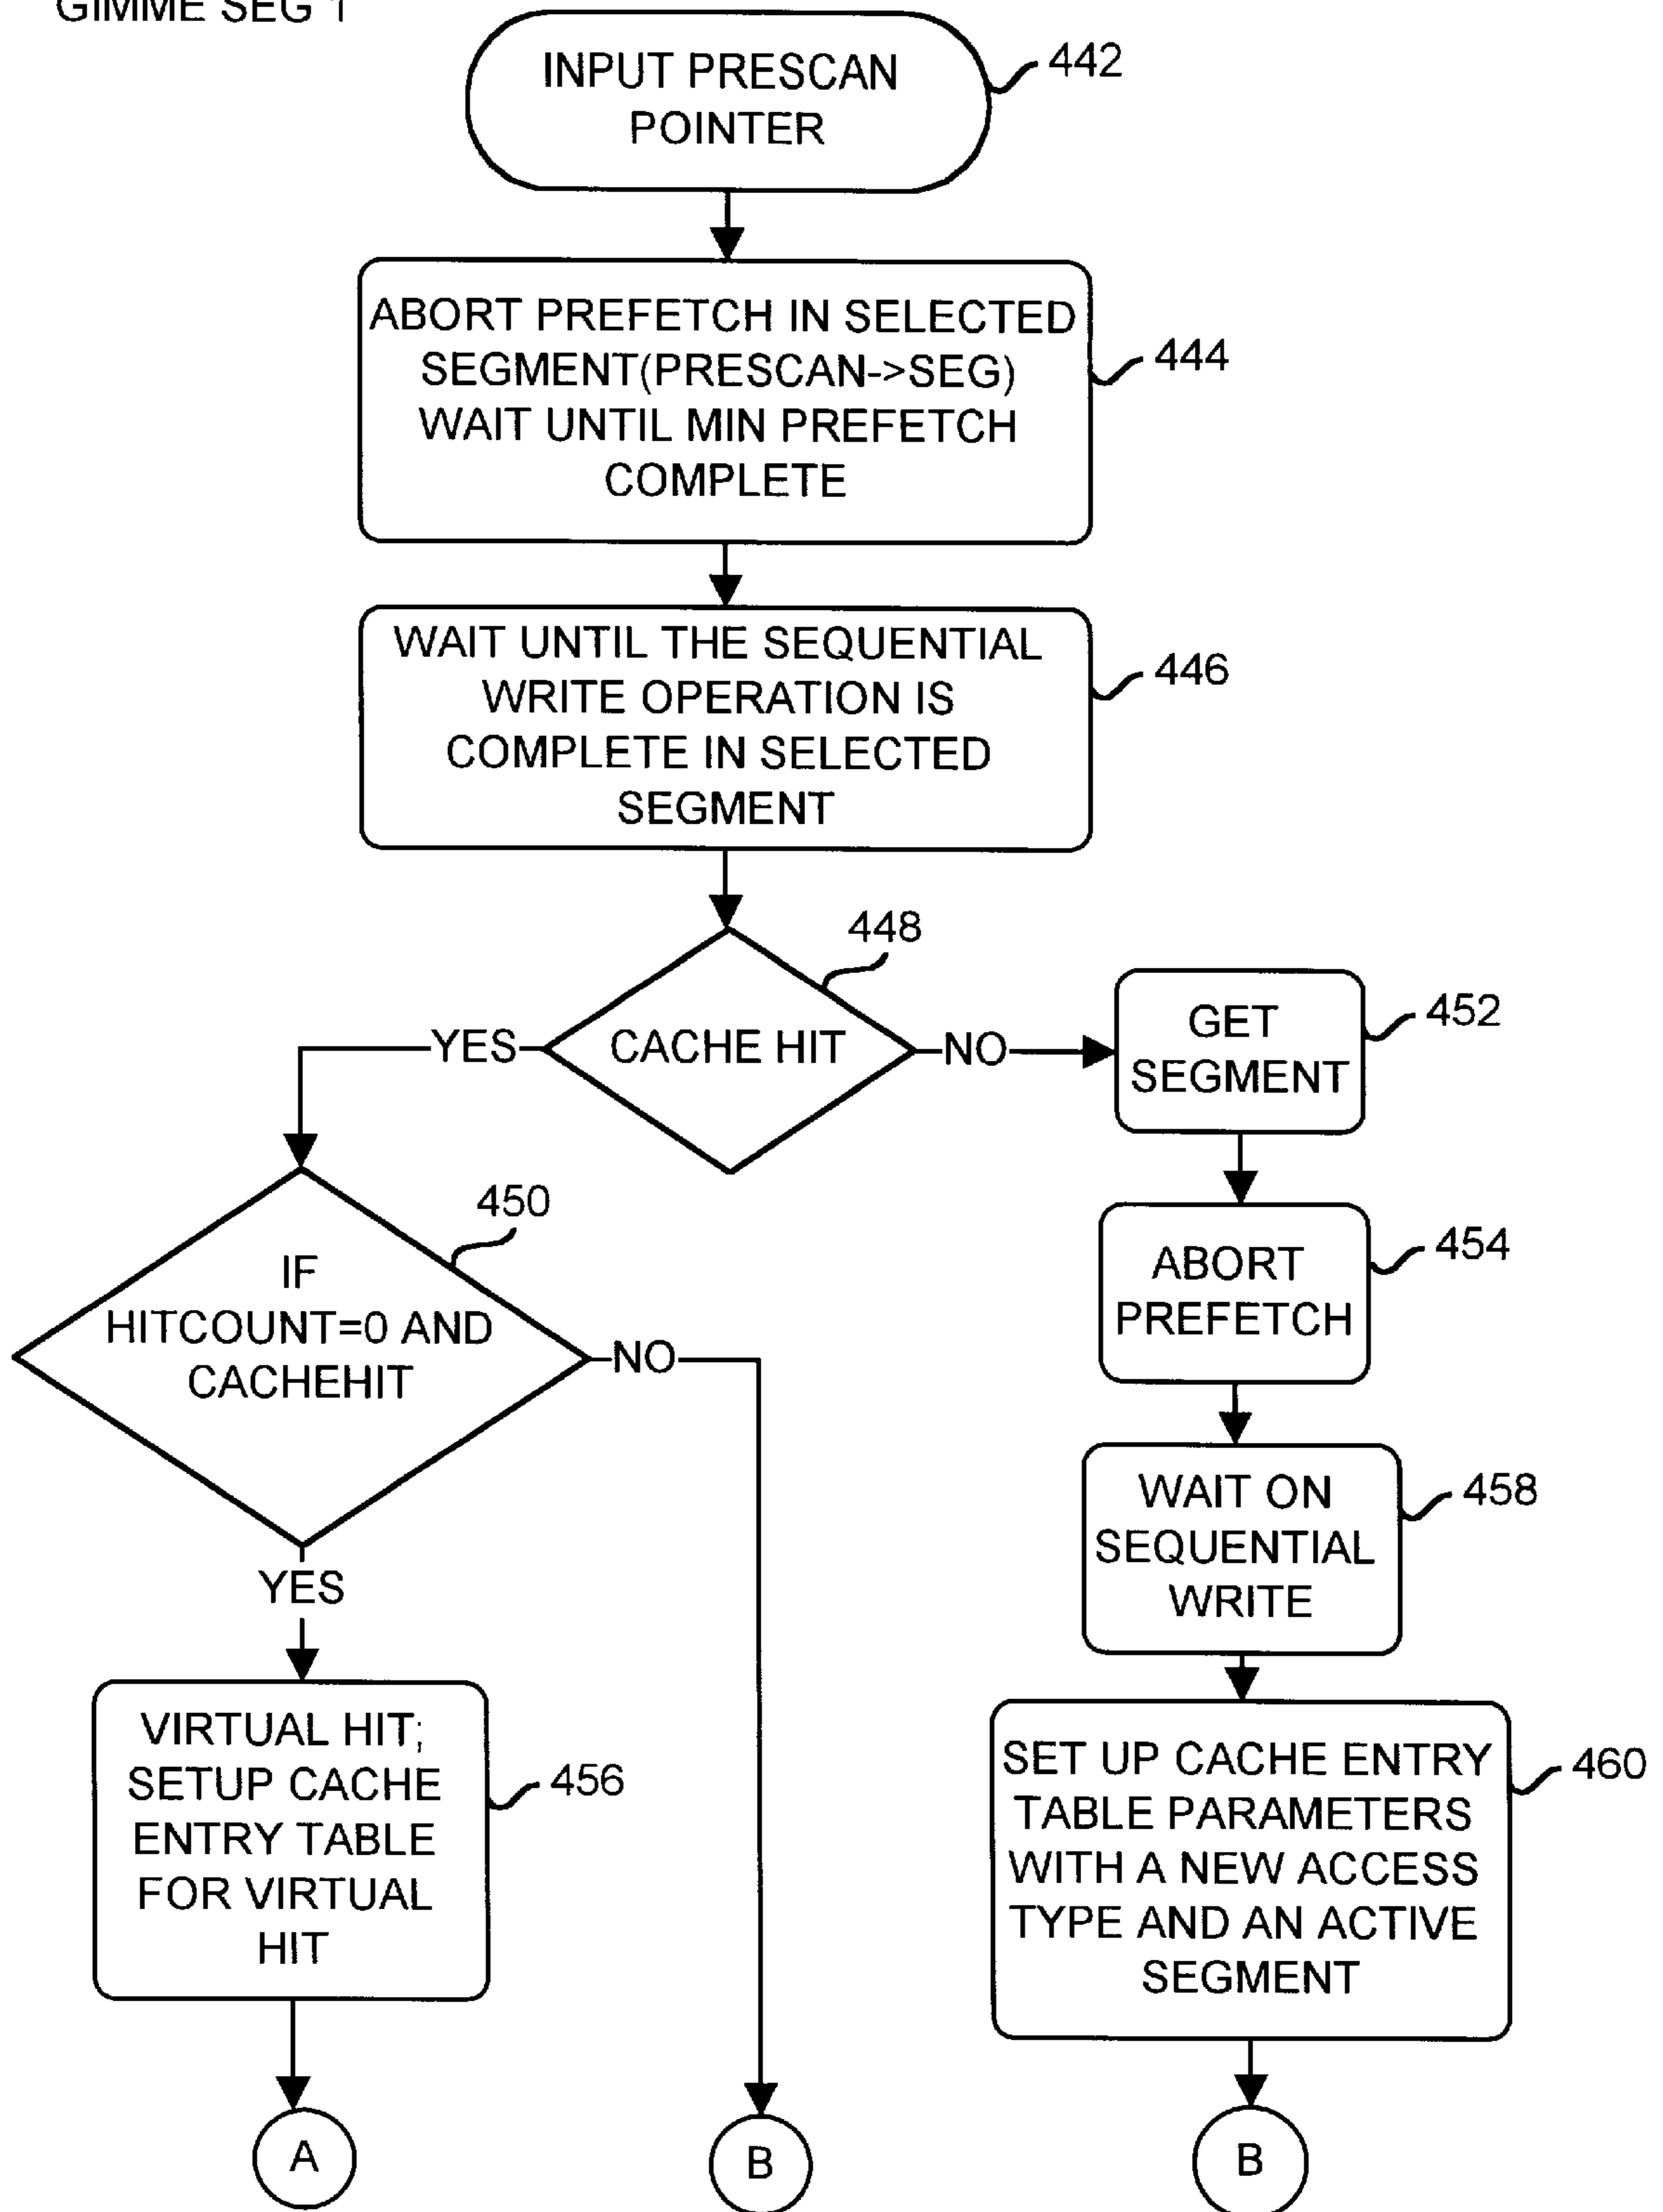 GIMME SEG 1
INPUT PRESCAN
POINTER
442
ABORT PREFETCH IN SELECTED
SEGMENT(PRESCAN->SEG)
WAIT UNTIL MIN PREFETCH
COMPLETE
444
WAIT UNTIL THE SEQUENTIAL
WRITE OPERATION IS
COMPLETE IN SELECTED
SEGMENT
446
448
CACHE HIT
YES
NO
GET
SEGMENT
452
450
IF
HITCOUNT=0 AND
CACHEHIT
NO
YES
ABORT
PREFETCH
454
WAIT ON
SEQUENTIAL
WRITE
458
VIRTUAL HIT;
SETUP CACHE
ENTRY TABLE
FOR VIRTUAL
HIT
456
SET UP CACHE ENTRY
TABLE PARAMETERS
WITH A NEW ACCESS
TYPE AND AN ACTIVE
SEGMENT
460
A
B
B